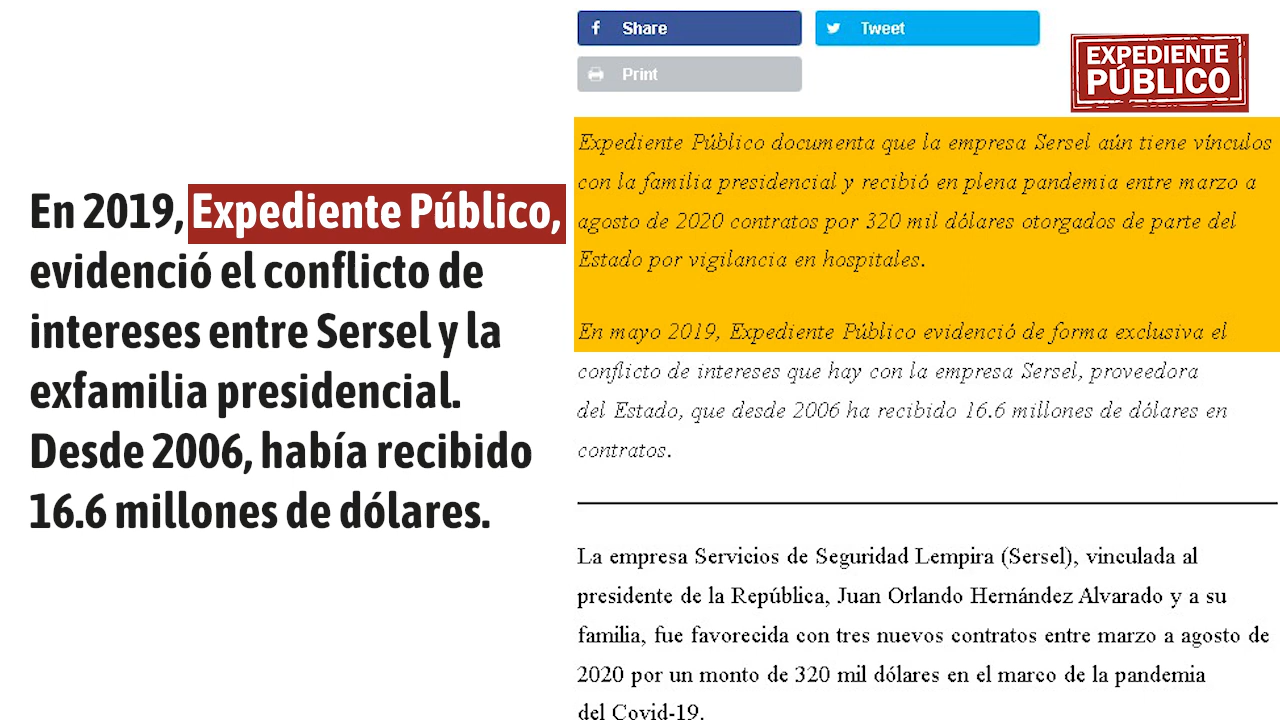 En 2019, Expediente Público,
evidenció el conflicto de
intereses entre Sersel y la
exfamilia presidencial.
Desde 2006, había recibido
16.6 millones de dólares.
Share
Tweet
Print
EXPEDIENTE
PÚBLICO
Expediente Público documenta que la empresa Sersel aún tiene vínculos
con la familia presidencial y recibió en plena pandemia entre marzo a
agosto de 2020 contratos por 320 mil dólares otorgados de parte del
Estado por vigilancia en hospitales.
En mayo 2019, Expediente Público evidenció de forma exclusiva el
conflicto de intereses que hay con la empresa Sersel, proveedora
del Estado, que desde 2006 ha recibido 16.6 millones de dólares en
contratos.
La empresa Servicios de Seguridad Lempira (Sersel), vinculada al
presidente de la República, Juan Orlando Hernández Alvarado y a su
familia, fue favorecida con tres nuevos contratos entre marzo a agosto de
2020 por un monto de 320 mil dólares en el marco de la pandemia
del Covid-19.